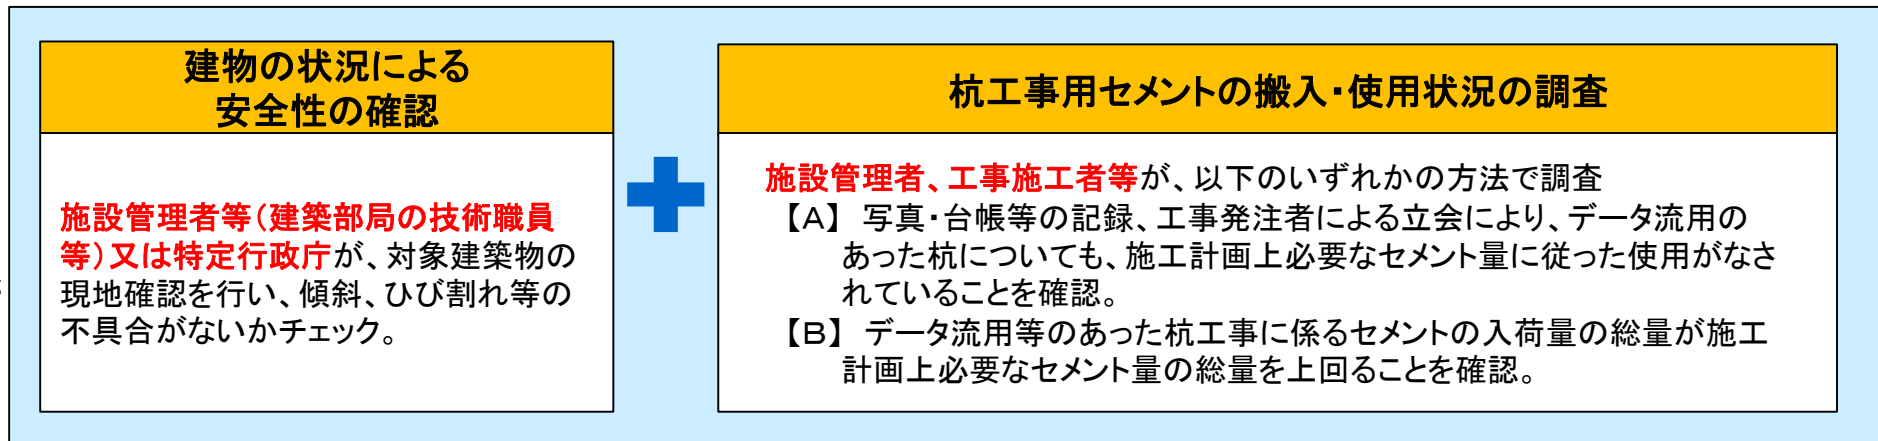 建物の状況による
安全性の確認
施設管理者等(建築部局の技術職員
等)又は特定行政庁が、対象建築物の
現地確認を行い、傾斜、ひび割れ等の
不具合がないかチェック。
杭工事用セメントの搬入・使用状況の調査
施設管理者、工事施工者等が、以下のいずれかの方法で調査
【A】 写真・台帳等の記録、工事発注者による立会により、データ流用の
あった杭についても、施工計画上必要なセメント量に従った使用がなさ
れていることを確認。
【B】 データ流用等のあった杭工事に係るセメントの入荷量の総量が施工
計画上必要なセメント量の総量を上回ることを確認。